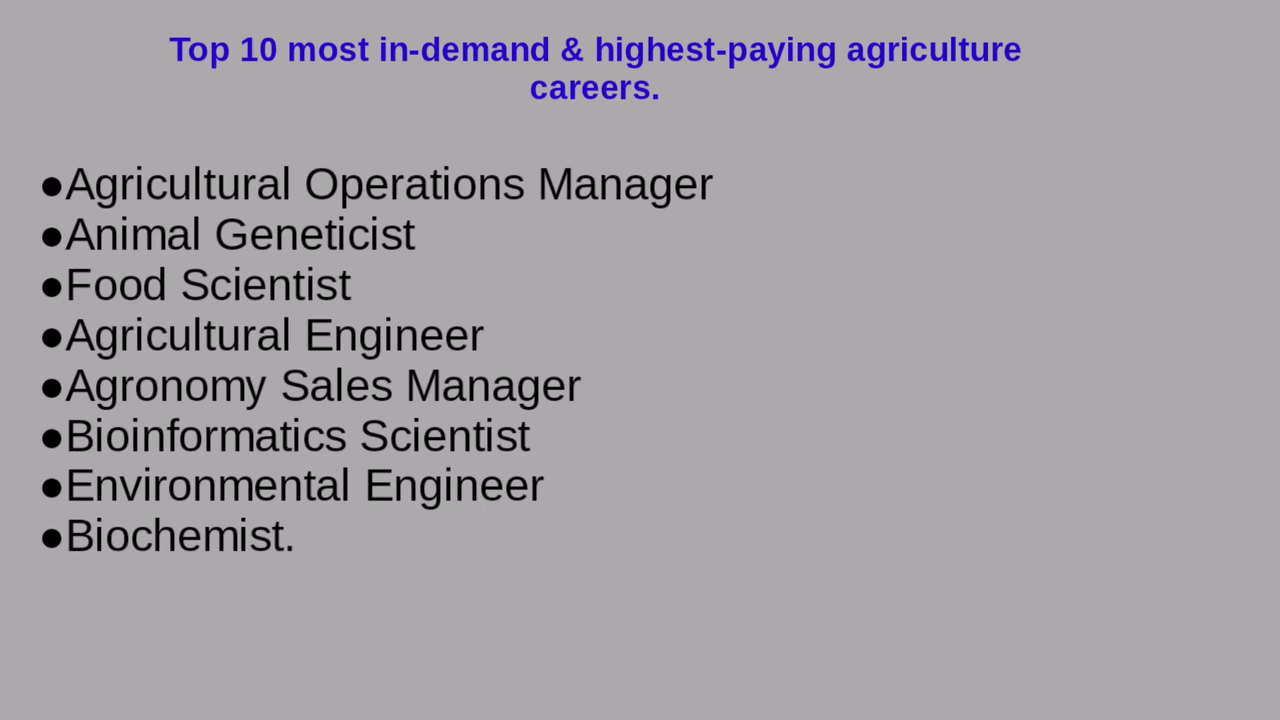 Top 10 most in-demand & highest-paying agriculture
careers.
●Agricultural Operations Manager
●Animal Geneticist
●Food Scientist
●Agricultural Engineer
●Agronomy Sales Manager
●Bioinformatics Scientist
●Environmental Engineer
●Biochemist.